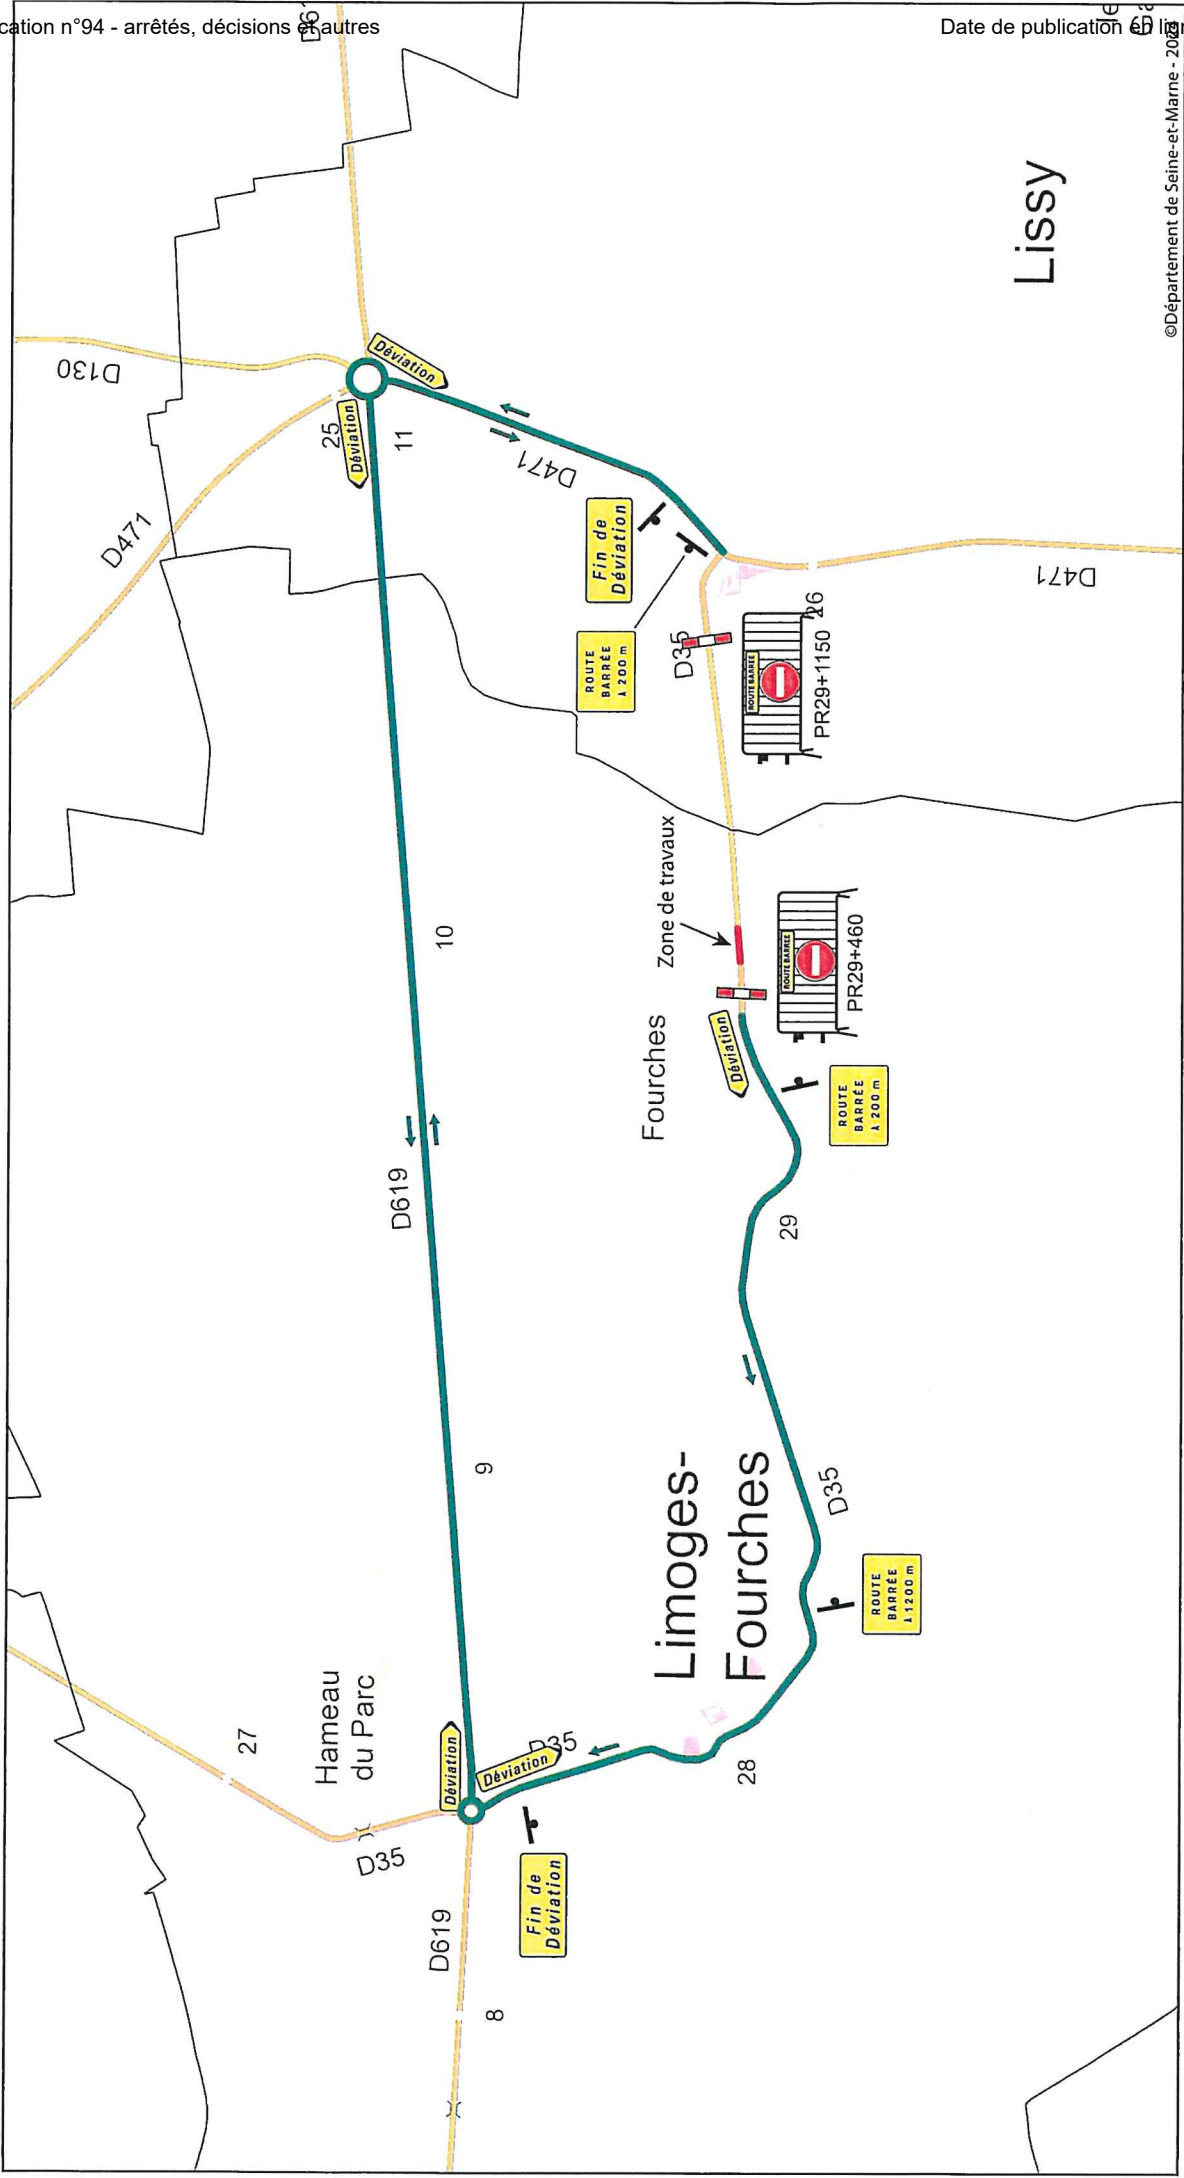 cation n°94 - arrêtés, décisions et autres
Date de publication en lign
D130
D471
25
Déviation
Déviation
11
D471
Fin de
Déviation
ROUTE
BARRÉE
À 200 m
D35
D471
26
ROUTE BARRÉE
PR29+1150
Lissy
10
Zone de travaux
ROUTE BARRÉE
PR29+460
Fourches
Déviation
ROUTE
BARRÉE
À 200 m
D619
29
9
Limoges-
Fourches
D35
ROUTE
BARRÉE
À 1200 m
27
Hameau
du Parc
Déviation
Déviation
D35
28
D35
Fin de
Déviation
D619
8
©Département de Seine-et-Marne -